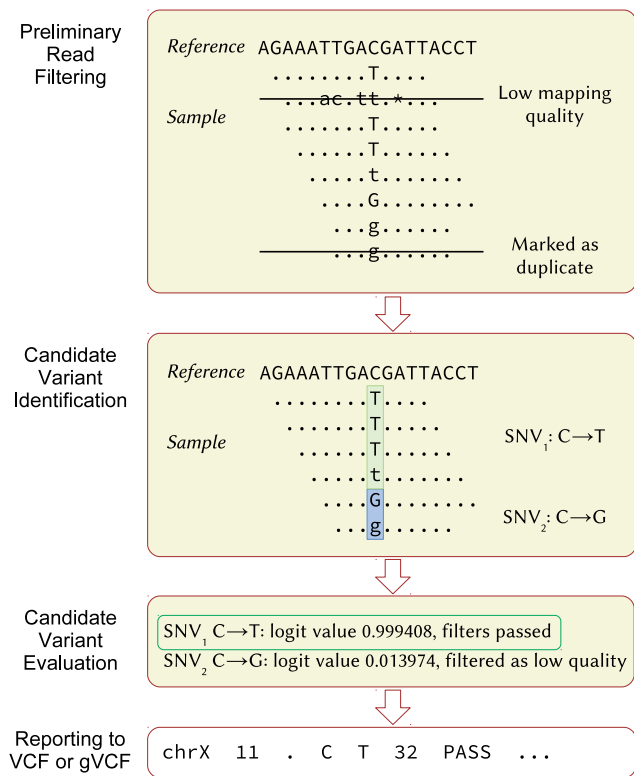 Preliminary
Read
Filtering
Reference AGAAATTGACGATTACCT
........T....
...ac.tt.*... Low mapping
quality
Sample
.......T......
......T.......
.....t.......
....G........
...g......
...g...... Marked as
duplicate
Candidate
Variant
Identification
Reference AGAAATTGACGATTACCT
........T....
.......T......
Sample
......T....... SNV1: C→T
.....t.......
....G........ SNV2: C→G
...g......
Candidate
Variant
Evaluation
SNV1 C→T: logit value 0.999408, filters passed
SNV2 C→G: logit value 0.013974, filtered as low quality
Reporting to
VCF or gVCF
chrX 11 . C T 32 PASS ...